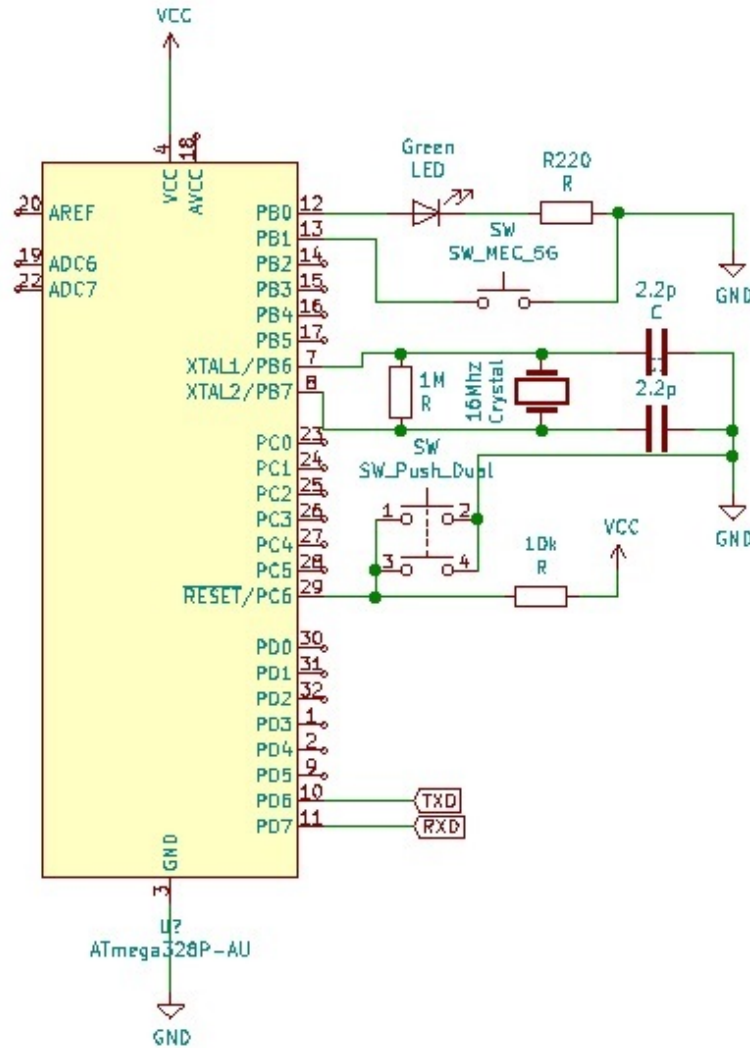 VCC
4
18
VCC
AVCC
Green
LED
R220
R
20 AREF
PB0 12
PB1 13
SW
SW_MEC_5G
19 ADC6
PB2 14
22 ADC7
PB3 15
PB4 16
PB5 17
GND
2.2p
C
XTAL1/PB6 7
XTAL2/PB7 8
1M
R
16Mhz
Crystal
2.2p
PC0 23
PC1 24
PC2 25
PC3 26
PC4 27
PC5 28
RESET/PC6 29
SW
SW_Push_Dual
1 2
3 4
GND
10k
R
VCC
PD0 30
PD1 31
PD2 32
PD3 1
PD4 2
PD5 9
PD6 10
TXD
PD7 11
RXD
GND
3
U?
ATmega328P-AU
GND